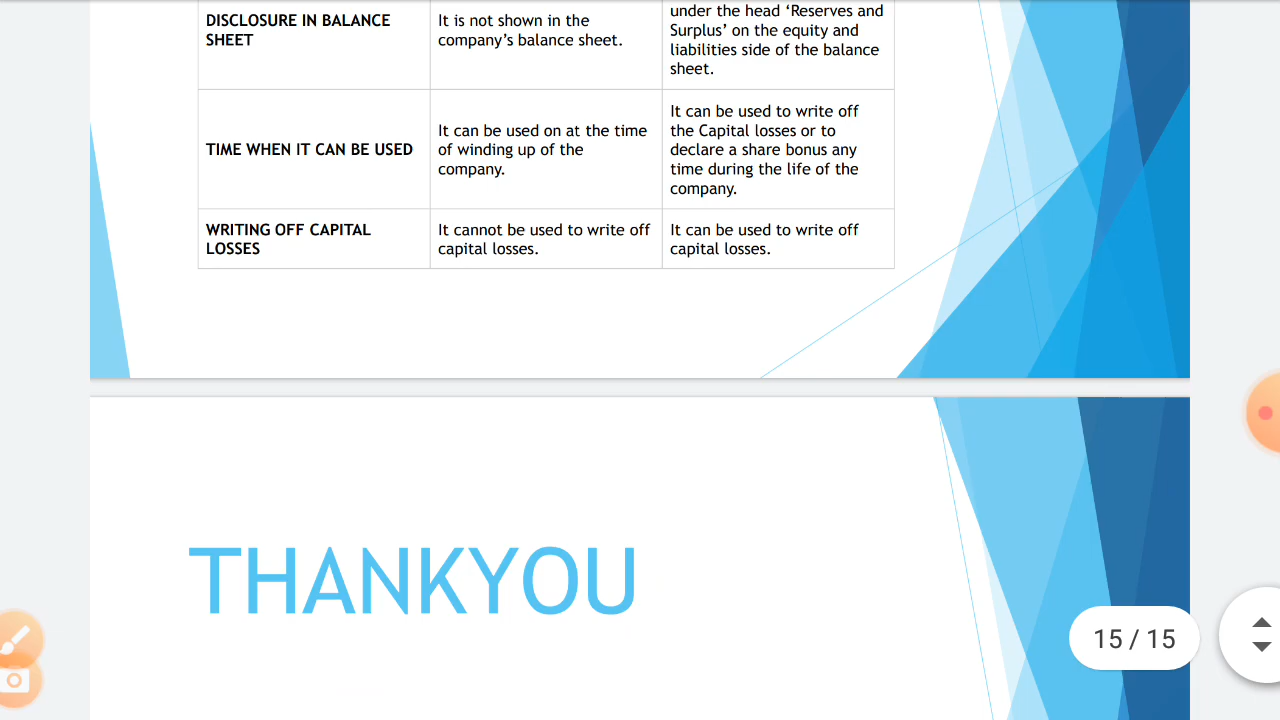 DISCLOSURE IN BALANCE
SHEET
It is not shown in the
company's balance sheet.
under the head ‘Reserves and
Surplus’ on the equity and
liabilities side of the balance
sheet.
TIME WHEN IT CAN BE USED
It can be used on at the time
of winding up of the
company.
It can be used to write off
the Capital losses or to
declare a share bonus any
time during the life of the
company.
WRITING OFF CAPITAL
LOSSES
It cannot be used to write off
capital losses.
It can be used to write off
capital losses.
THANKYOU
15 / 15